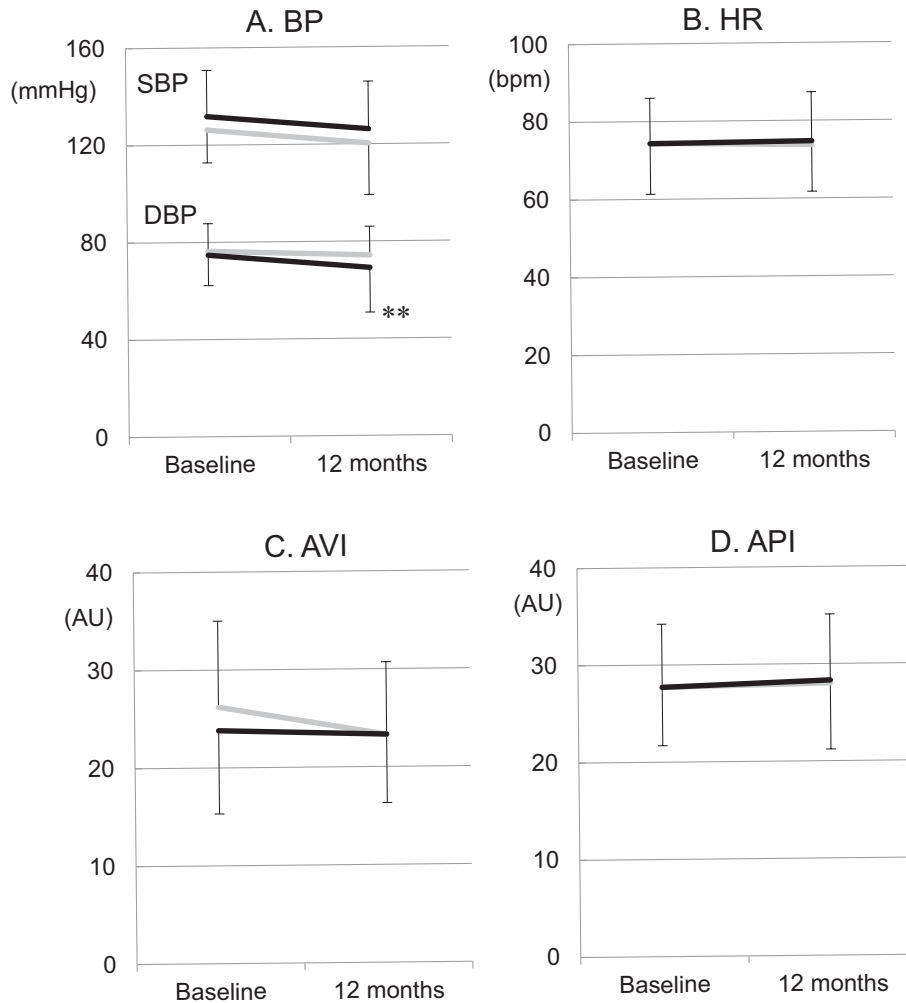 A. BP
160
(mmHg)
SBP
120
DBP
80
**
40
0
Baseline 12 months
B. HR
100
(bpm)
80
60
40
20
0
Baseline 12 months
C. AVI
40
(AU)
30
20
10
0
Baseline 12 months
D. API
40
(AU)
30
20
10
0
Baseline 12 months